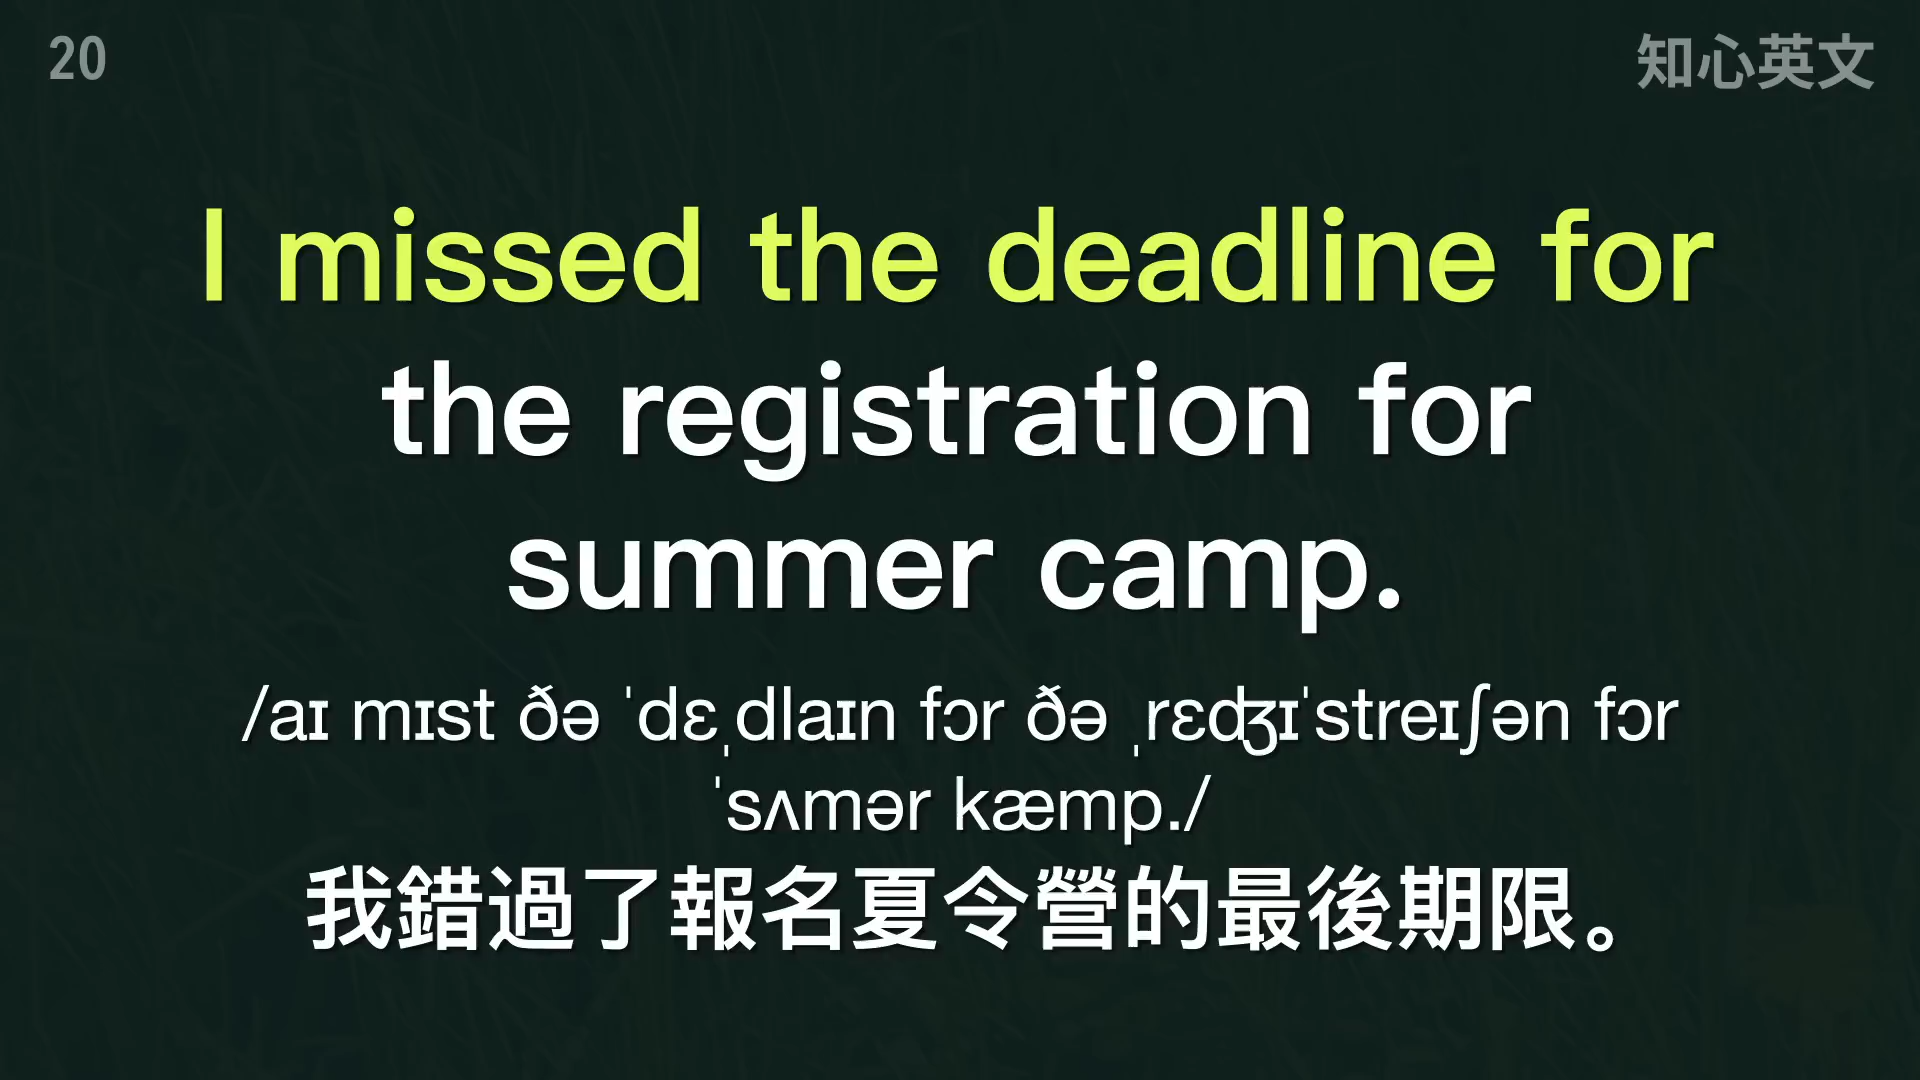 20
知心英文
I missed the deadline for
the registration for
summer camp.
/aɪ mɪst ðə ˈdɛˌdlaɪn fɔr ðə ˌrɛʤɪˈstreɪʃən fɔr
ˈsʌmər kæmp./
我錯過了報名夏令營的最後期限。